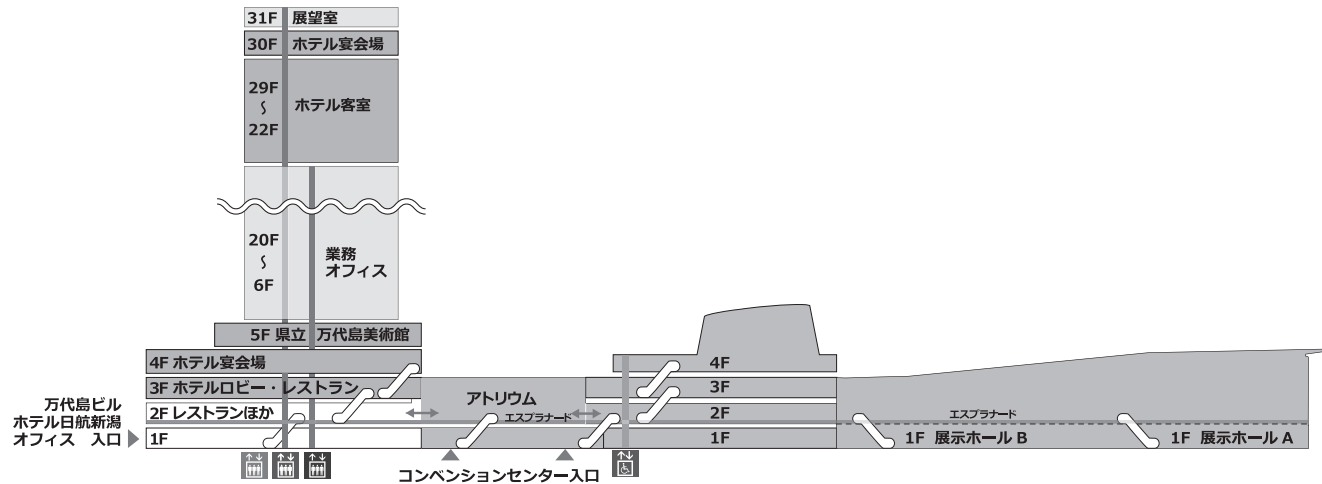 31F 展望室
30F ホテル宴会場
29F
〜
22F
ホテル客室
20F
〜
6F
業務
オフィス
5F 県立 万代島美術館
4F ホテル宴会場
3F ホテルロビー・レストラン
2F レストランほか
1F
万代島ビル
ホテル日航新潟
オフィス 入口
アトリウム
エスプラナード
コンベンションセンター入口
4F
3F
2F
1F
エスプラナード
1F 展示ホール B
1F 展示ホール A